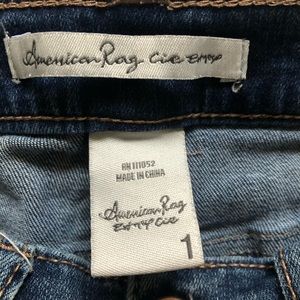 American Rag Cie
RN 111052
MADE IN CHINA
American Rag
Cie
1